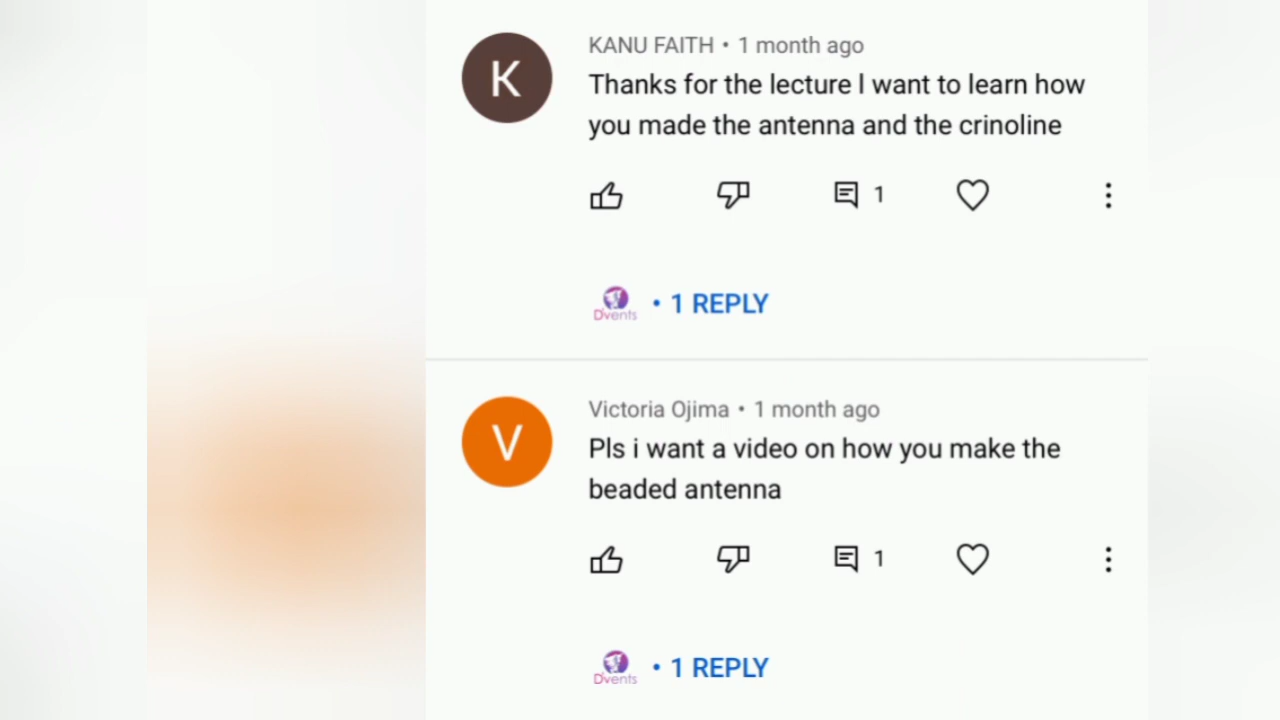 K
KANU FAITH • 1 month ago
Thanks for the lecture I want to learn how
you made the antenna and the crinoline
1
D'vents • 1 REPLY
V
Victoria Ojima • 1 month ago
Pls i want a video on how you make the
beaded antenna
1
D'vents • 1 REPLY